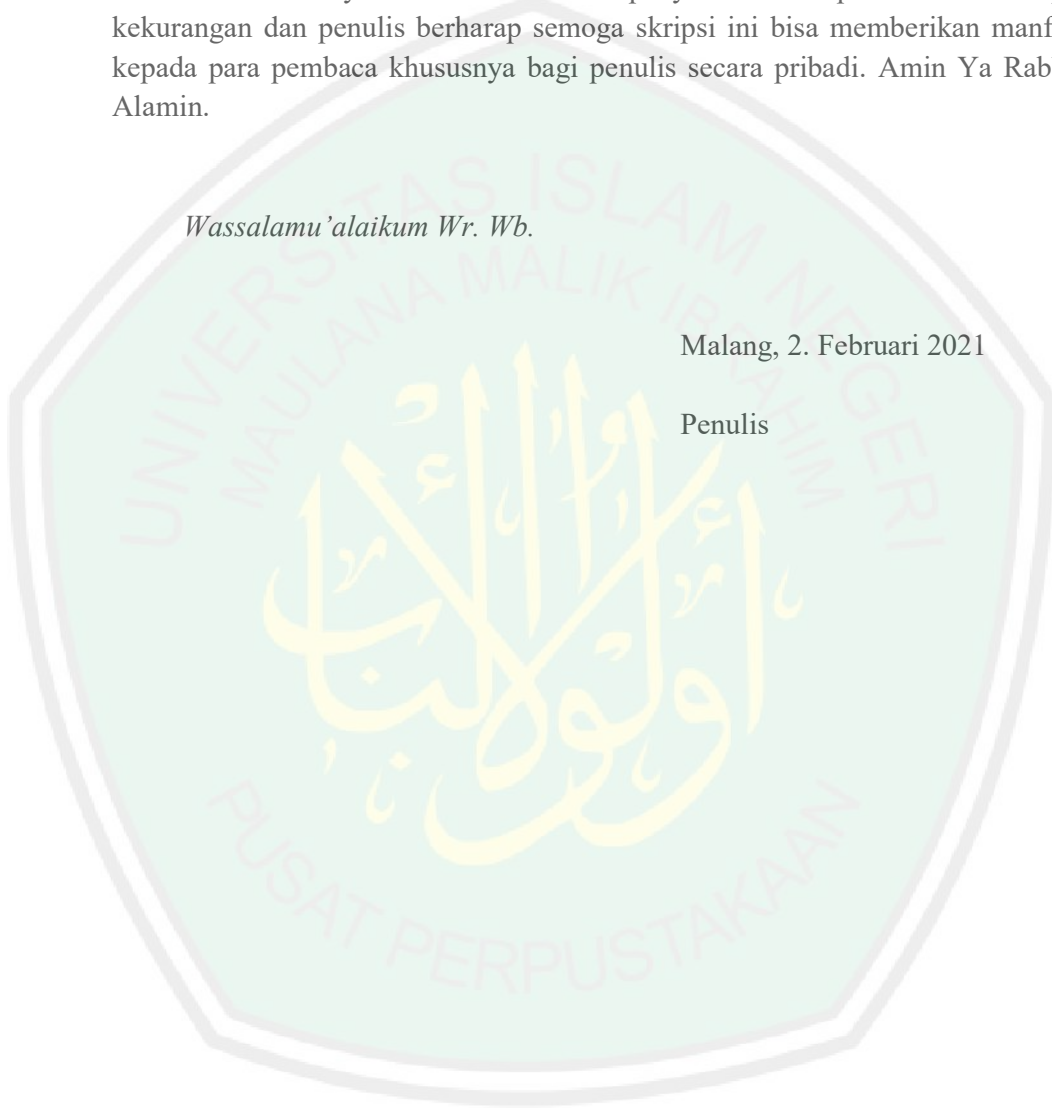 kekurangan dan penulis berharap semoga skripsi ini bisa memberikan
kepada para pembaca khususnya bagi penulis secara pribadi. Amin Ya
Alamin.
Wassalamu’alaikum Wr. Wb.
Malang, 2. Februari 2021
Penulis
UNIVERSITAS ISLAM NEGERI
MAULANA MALIK IBRAHIM
PUSAT PERPUSTAKAAN